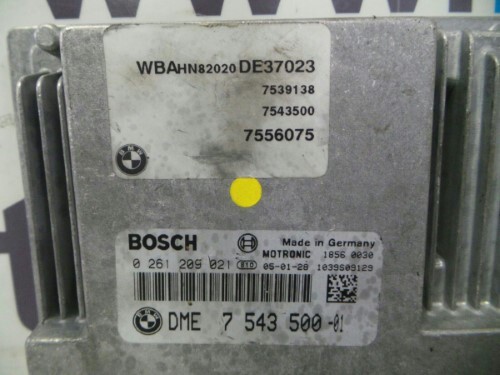 WBAHN82020DE37023
7539138
7543500
7556075
BOSCH
Made in Germany
MOTRONIC 1856 0030
0 261 209 021 05-01-28 1039S09129
DME 7 543 500-01